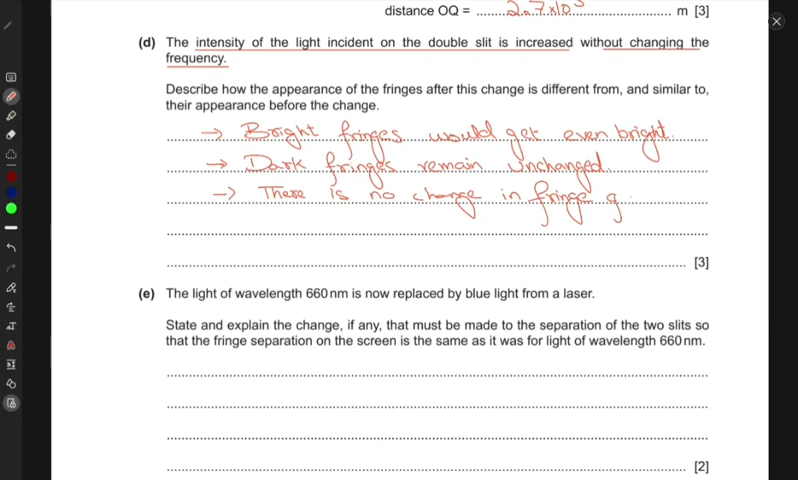 distance OQ = 2.7 x10 m [3]
(d) The intensity of the light incident on the double slit is increased without changing the
frequency.
Describe how the appearance of the fringes after this change is different from, and similar to,
their appearance before the change.
→ Bright fringes would get even bright.
→ Dark fringes remain unchanged
→ There is no change in fringe g
[3]
(e) The light of wavelength 660 nm is now replaced by blue light from a laser.
State and explain the change, if any, that must be made to the separation of the two slits so
that the fringe separation on the screen is the same as it was for light of wavelength 660 nm.
[2]